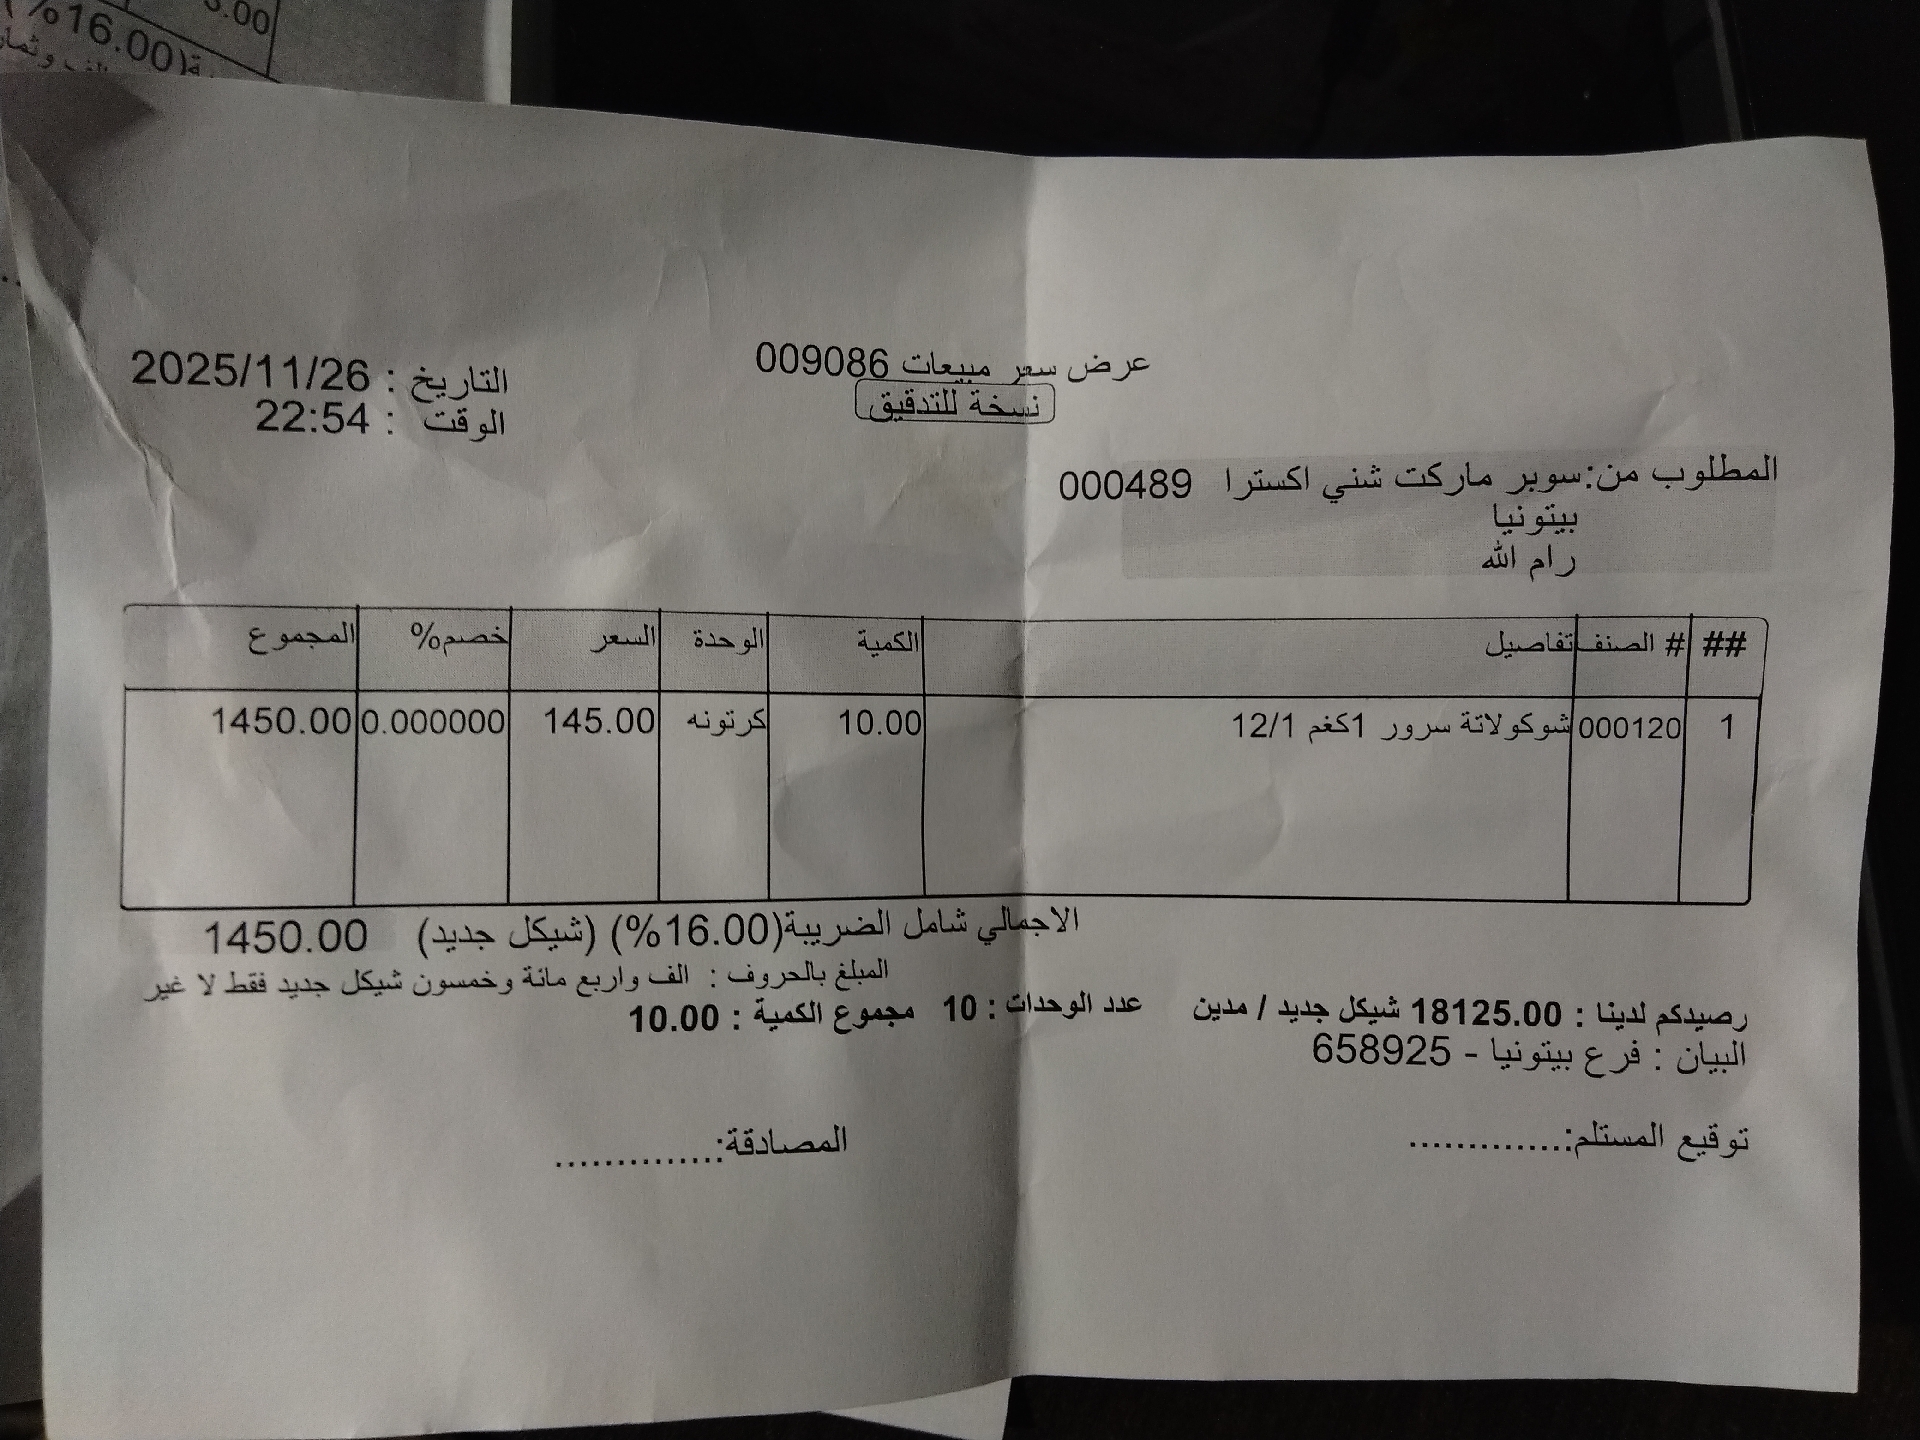 %16.00)
عرض سعر مبيعات 009086
نسخة للتدقيق
التاريخ : 2025/11/26
الوقت : 22:54
المطلوب من:سوبر ماركت شني اكسترا 000489
بيتونيا
رام الله
## # الصنف تفاصيل الكمية الوحدة السعر خصم% المجموع
1 000120 شوكولاتة سرور 1كغم 12/1 10.00 كرتونه 145.00 0.000000 1450.00
الاجمالي شامل الضريبة(16.00%) (شيكل جديد) 1450.00
المبلغ بالحروف : الف واربع مائة وخمسون شيكل جديد فقط لا غير
رصيدكم لدينا : 18125.00 شيكل جديد / مدين عدد الوحدات : 10 مجموع الكمية : 10.00
البيان : فرع بيتونيا - 658925
توقيع المستلم:.............. المصادقة:..............